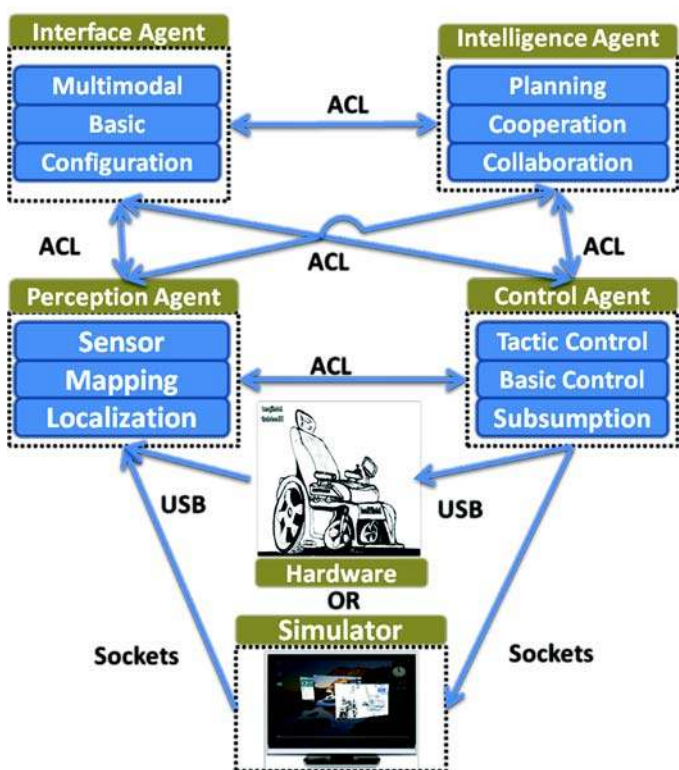 Interface Agent
Multimodal
Basic
Configuration
ACL
Intelligence Agent
Planning
Cooperation
Collaboration
ACL
ACL
ACL
Perception Agent
Sensor
Mapping
Localization
ACL
Control Agent
Tactic Control
Basic Control
Subsumption
USB
USB
Hardware
OR
Simulator
Sockets
Sockets